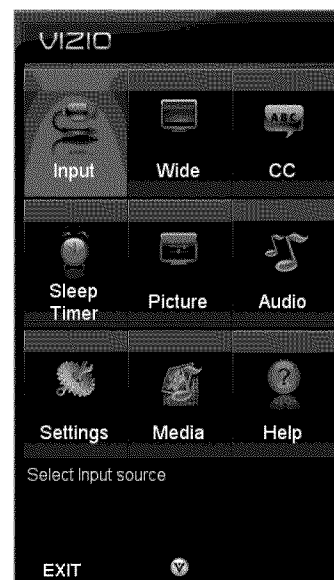 VIZIO
Input Wide CC
ABC
Sleep Timer Picture Audio
Settings Media Help
?
Select Input source
EXIT V